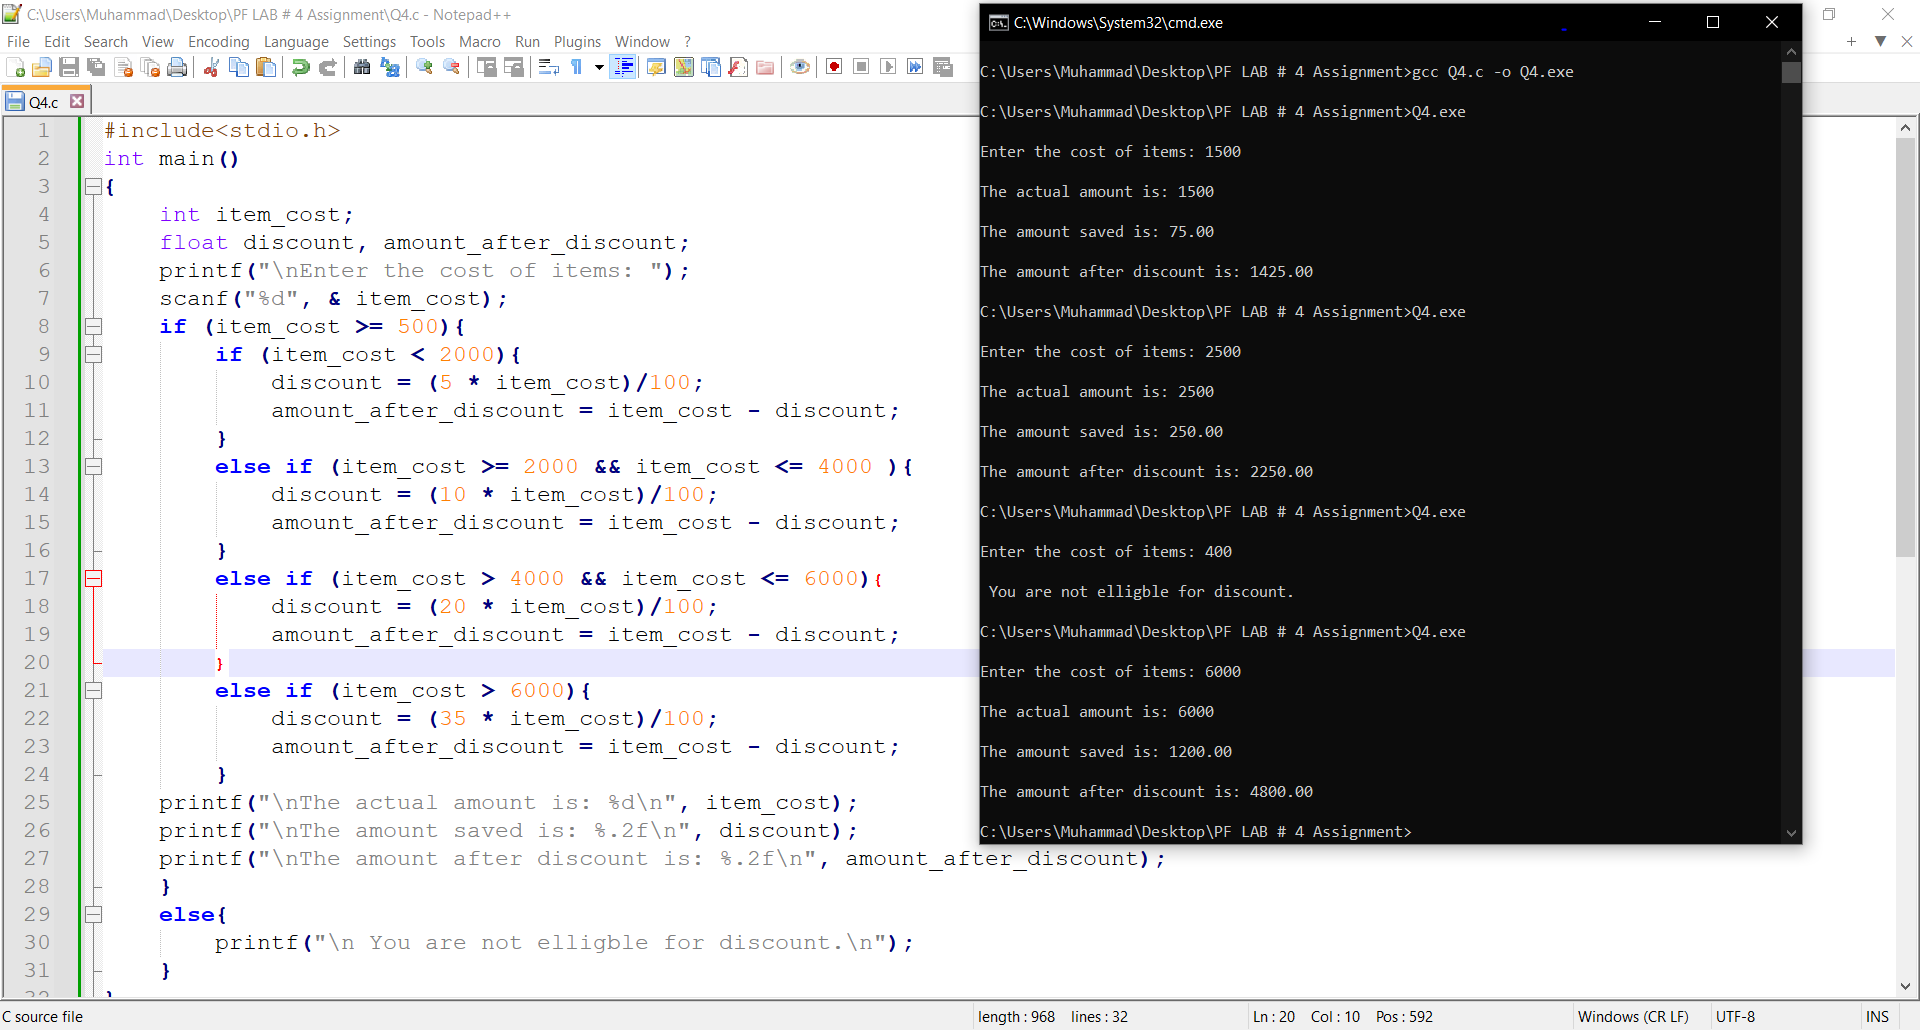 C:\Users\Muhammad\Desktop\PF LAB # 4 Assignment\Q4.c - Notepad++
File Edit Search View Encoding Language Settings Tools Macro Run Plugins Window ?
Q4.c
1 #include<stdio.h>
2 int main()
3 {
4 int item_cost;
5 float discount, amount_after_discount;
6 printf("\nEnter the cost of items: ");
7 scanf("%d", & item_cost);
8 if (item_cost >= 500){
9 if (item_cost < 2000){
10 discount = (5 * item_cost)/100;
11 amount_after_discount = item_cost - discount;
12 }
13 else if (item_cost >= 2000 && item_cost <= 4000 ){
14 discount = (10 * item_cost)/100;
15 amount_after_discount = item_cost - discount;
16 }
17 else if (item_cost > 4000 && item_cost <= 6000){
18 discount = (20 * item_cost)/100;
19 amount_after_discount = item_cost - discount;
20 }
21 else if (item_cost > 6000){
22 discount = (35 * item_cost)/100;
23 amount_after_discount = item_cost - discount;
24 }
25 printf("\nThe actual amount is: %d\n", item_cost);
26 printf("\nThe amount saved is: %.2f\n", discount);
27 printf("\nThe amount after discount is: %.2f\n", amount_after_discount);
28 }
29 else{
30 printf("\n You are not elligble for discount.\n");
31 }
C:\Windows\System32\cmd.exe
C:\Users\Muhammad\Desktop\PF LAB # 4 Assignment>gcc Q4.c -o Q4.exe
C:\Users\Muhammad\Desktop\PF LAB # 4 Assignment>Q4.exe
Enter the cost of items: 1500
The actual amount is: 1500
The amount saved is: 75.00
The amount after discount is: 1425.00
C:\Users\Muhammad\Desktop\PF LAB # 4 Assignment>Q4.exe
Enter the cost of items: 2500
The actual amount is: 2500
The amount saved is: 250.00
The amount after discount is: 2250.00
C:\Users\Muhammad\Desktop\PF LAB # 4 Assignment>Q4.exe
Enter the cost of items: 400
You are not elligble for discount.
C:\Users\Muhammad\Desktop\PF LAB # 4 Assignment>Q4.exe
Enter the cost of items: 6000
The actual amount is: 6000
The amount saved is: 1200.00
The amount after discount is: 4800.00
C:\Users\Muhammad\Desktop\PF LAB # 4 Assignment>
C source file length : 968 lines : 32 Ln : 20 Col : 10 Pos : 592 Windows (CR LF) UTF-8 INS